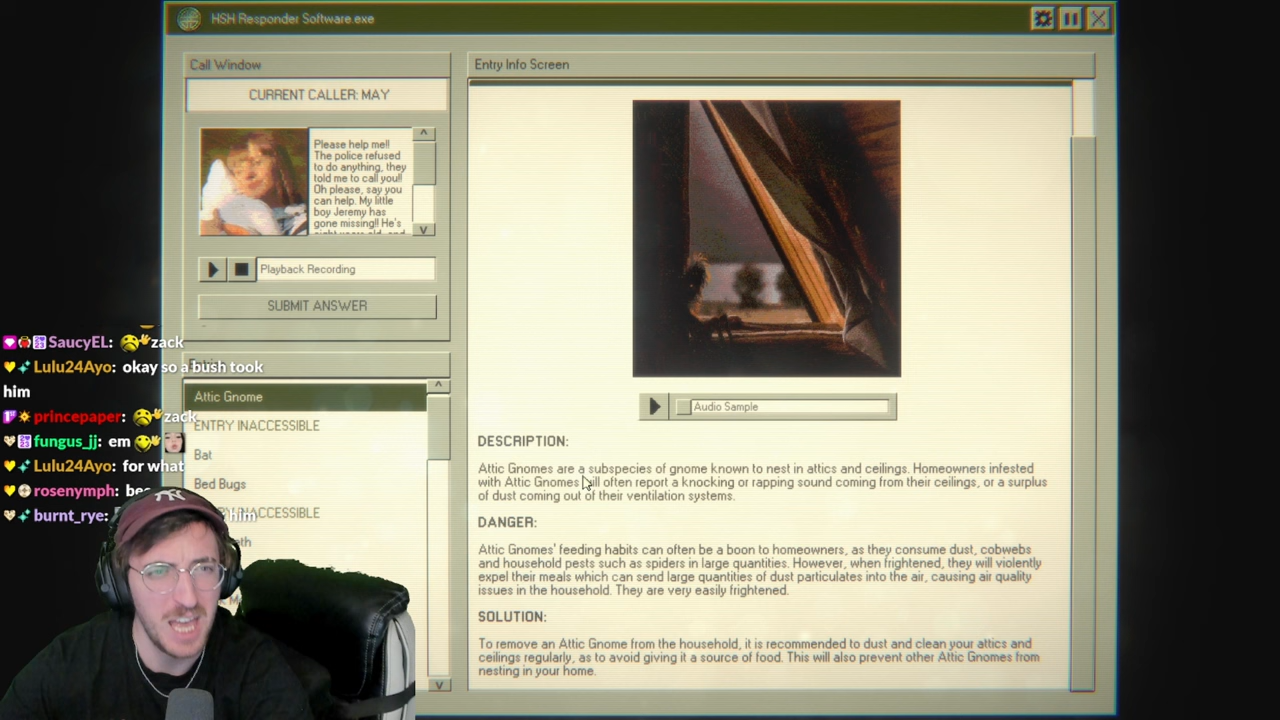 HSH Responder Software.exe
Call Window
CURRENT CALLER: MAY
Please help me!!
The police refused
to do anything, they
told me to call you!!
Oh please, say you
can help. My little
boy Jeremy has
gone missing!! He's
Playback Recording
SUBMIT ANSWER
Attic Gnome
ENTRY INACCESSIBLE
Bat
Bed Bugs
INACCESSIBLE
SaucyEL: zack
Lulu24Ayo: okay so a bush took
him
princepaper: zack
fungus_jj: em
Lulu24Ayo: for what
rosenymph:
burnt_rye: him
Entry Info Screen
Audio Sample
DESCRIPTION:
Attic Gnomes are a subspecies of gnome known to nest in attics and ceilings. Homeowners infested
with Attic Gnomes will often report a knocking or rapping sound coming from their ceilings, or a surplus
of dust coming out of their ventilation systems.
DANGER:
Attic Gnomes' feeding habits can often be a boon to homeowners, as they consume dust, cobwebs
and household pests such as spiders in large quantities. However, when frightened, they will violently
expel their meals which can send large quantities of dust particulates into the air, causing air quality
issues in the household. They are very easily frightened.
SOLUTION:
To remove an Attic Gnome from the household, it is recommended to dust and clean your attics and
ceilings regularly, as to avoid giving it a source of food. This will also prevent other Attic Gnomes from
nesting in your home.